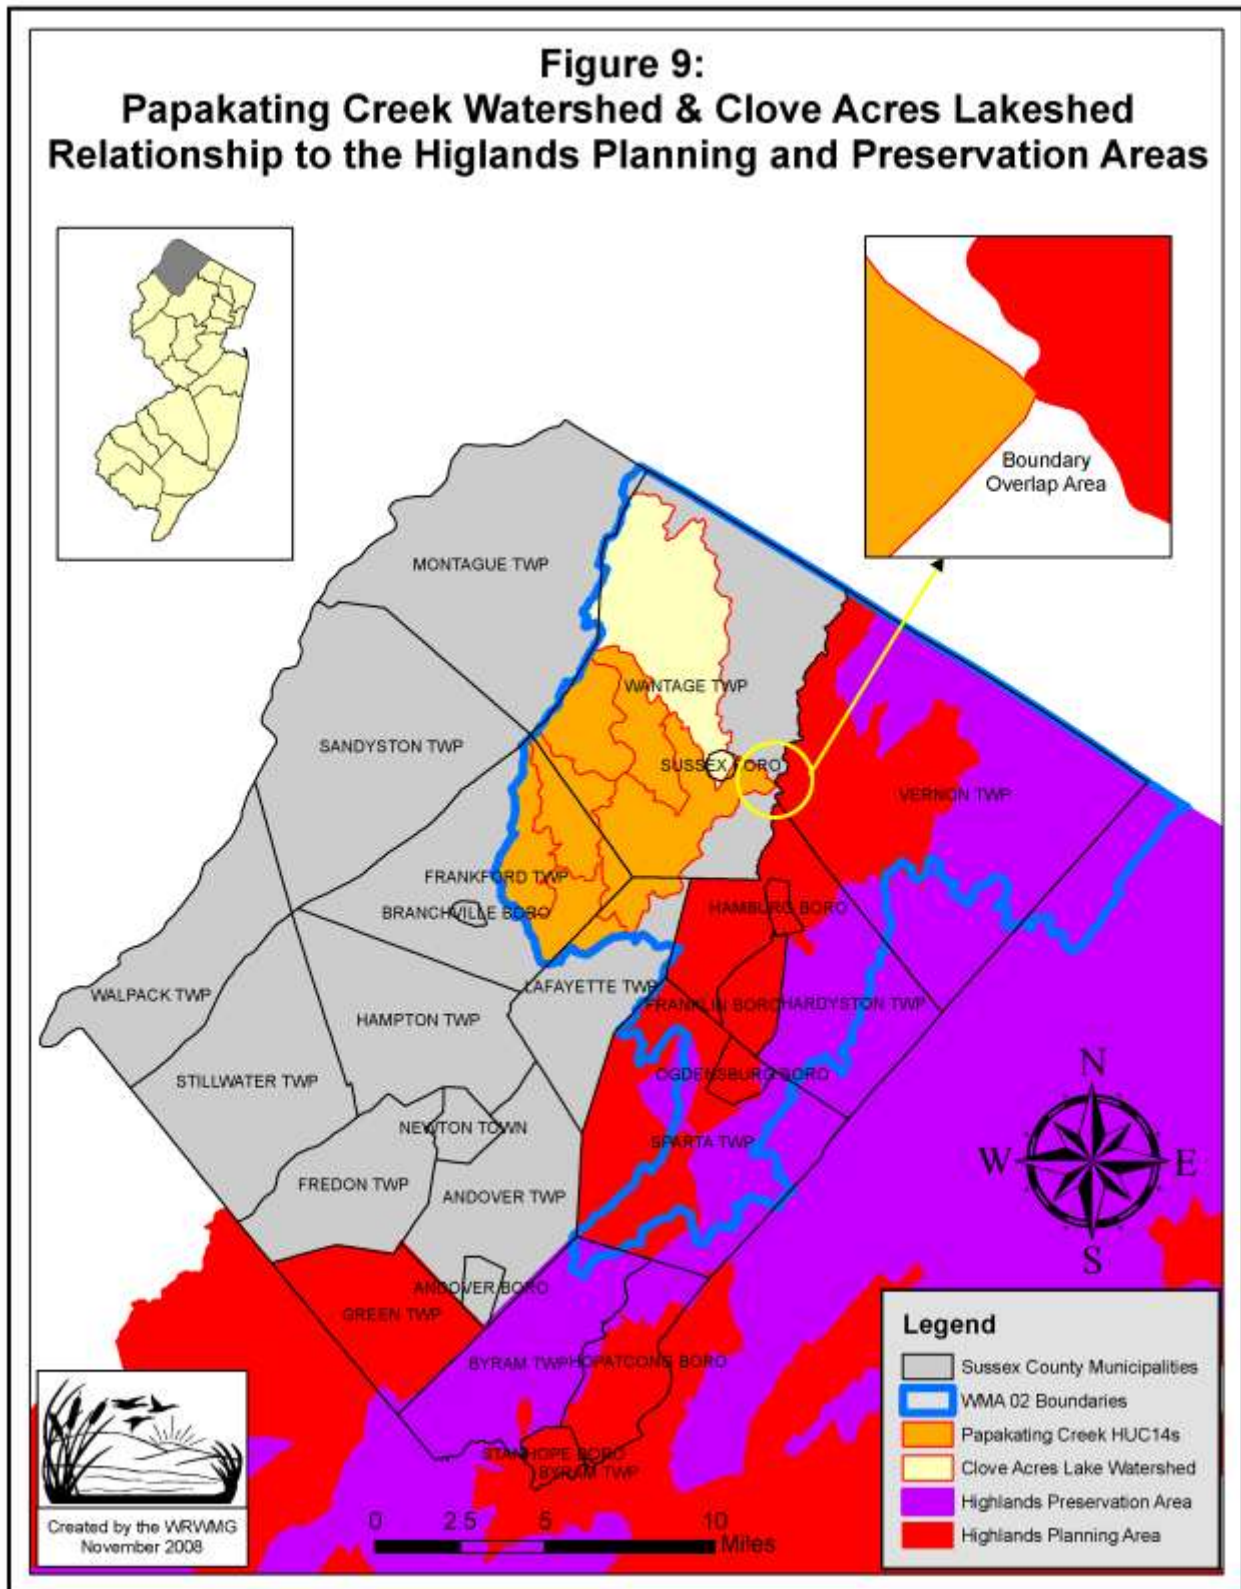 Figure 9:
Papakating Creek Watershed & Clove Acres Lakeshed
Relationship to the Higlands Planning and Preservation Areas
Boundary
Overlap Area
MONTAGUE TWP
WANTAGE TWP
SANDYSTON TWP
SUSSEX BORO
VERNON TWP
FRANKFORD TWP
BRANCHVILLE BORO
HAMBURG BORO
LAFAYETTE TWP
WALPACK TWP
FRANKLIN BORO
HARDYSTON TWP
HAMPTON TWP
STILLWATER TWP
OGDENSBURG BORO
NEWTON TOWN
SPARTA TWP
FREDON TWP
ANDOVER TWP
N
W
E
S
ANDOVER BORO
GREEN TWP
BYRAM TWP
HOPATCONG BORO
STANHOPE BORO
BYRAM TWP
Legend
Sussex County Municipalities
WMA 02 Boundaries
Papakating Creek HUC14s
Clove Acres Lake Watershed
Highlands Preservation Area
Highlands Planning Area
Created by the WRWMG
November 2008
0 2.5 5 10
Miles